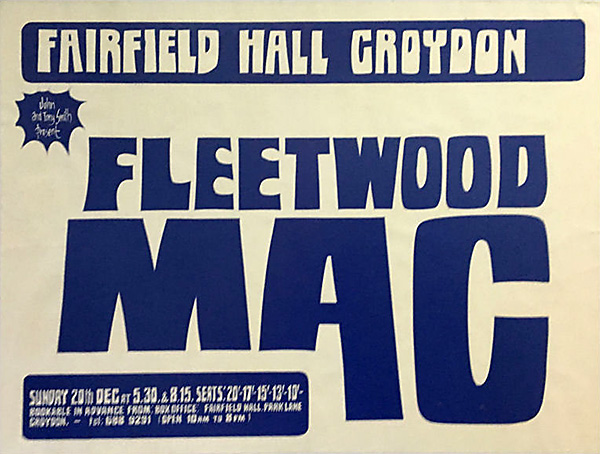 FAIRFIELD HALL CROYDON
John
and Tony Smith
Present
FLEETWOOD
MAC
SUNDAY 20TH DEC AT 5.30. & 8.15. SEATS: 20'-17'-15'-13'-10'-
BOOKABLE IN ADVANCE FROM: BOX OFFICE. FAIRFIELD HALL. PARK LANE
CROYDON. - Tel. 688 9291 (OPEN 10AM TO 8PM)